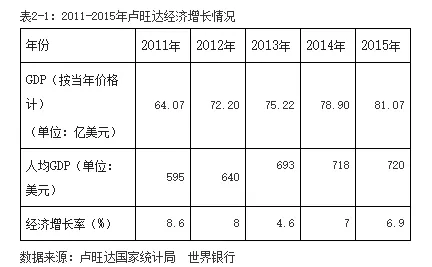 表2-1：2011-2015年卢旺达经济增长情况
年份 2011年 2012年 2013年 2014年 2015年
GDP（按当年价格
计）
（单位：亿美元） 64.07 72.20 75.22 78.90 81.07
人均GDP（单位：
美元） 595 640 693 718 720
经济增长率（%） 8.6 8 4.6 7 6.9
数据来源：卢旺达国家统计局 世界银行